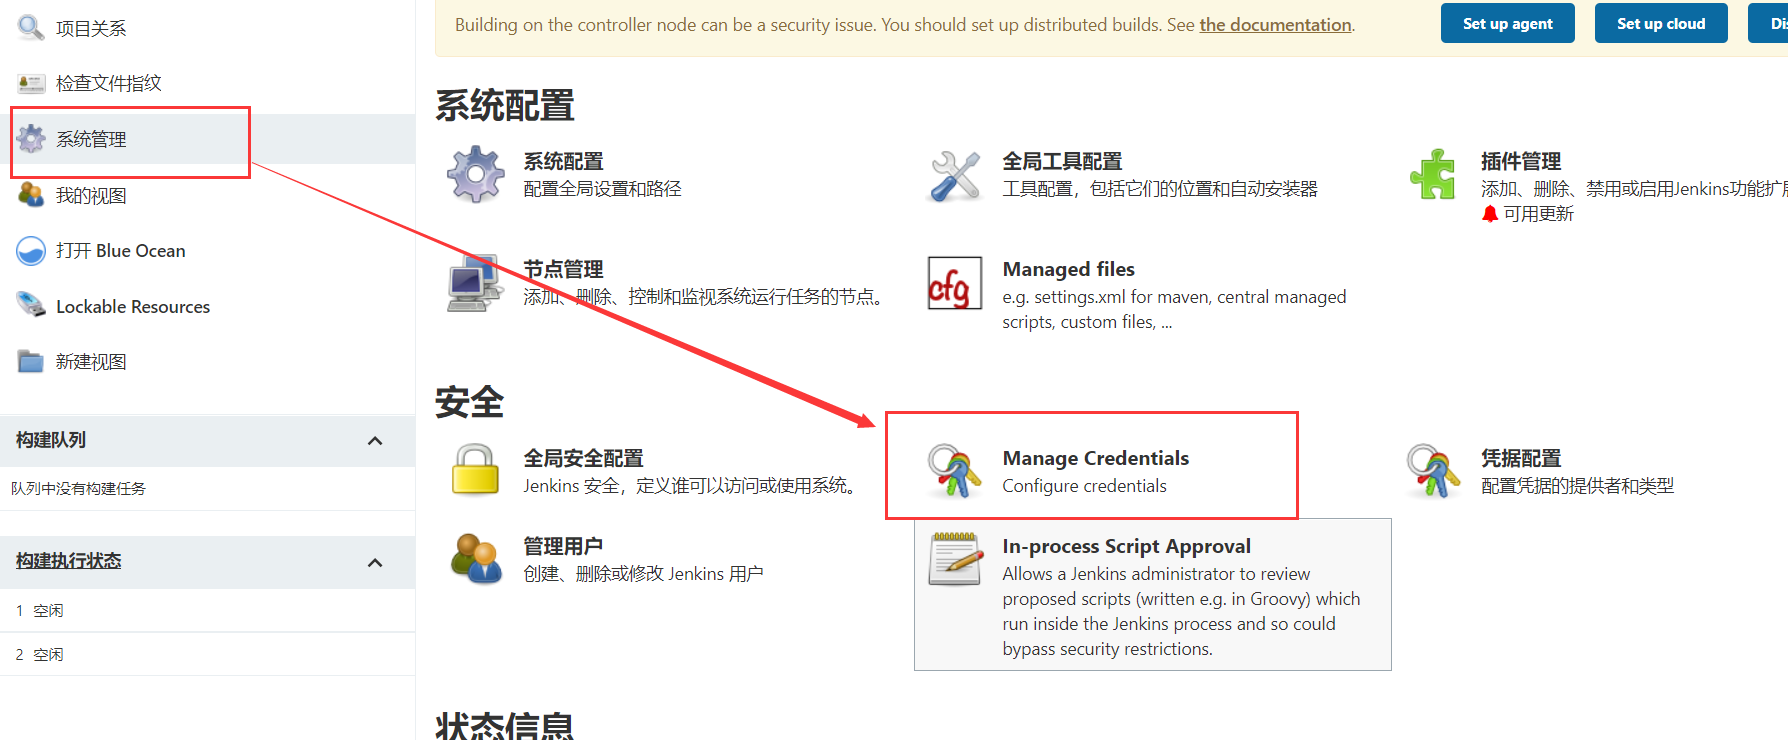 项目关系
检查文件指纹
系统管理
我的视图
打开 Blue Ocean
Lockable Resources
新建视图
构建队列
队列中没有构建任务
构建执行状态
1 空闲
2 空闲
Building on the controller node can be a security issue. You should set up distributed builds. See the documentation.
Set up agent
Set up cloud
Dis
系统配置
系统配置
配置全局设置和路径
全局工具配置
工具配置，包括它们的位置和自动安装器
插件管理
添加、删除、禁用或启用Jenkins功能扩展
可用更新
节点管理
添加、删除、控制和监视系统运行任务的节点。
Managed files
e.g. settings.xml for maven, central managed
scripts, custom files, ...
cfg
安全
全局安全配置
Jenkins 安全，定义谁可以访问或使用系统。
Manage Credentials
Configure credentials
凭据配置
配置凭据的提供者和类型
管理用户
创建、删除或修改 Jenkins 用户
In-process Script Approval
Allows a Jenkins administrator to review
proposed scripts (written e.g. in Groovy) which
run inside the Jenkins process and so could
bypass security restrictions.
状态信息